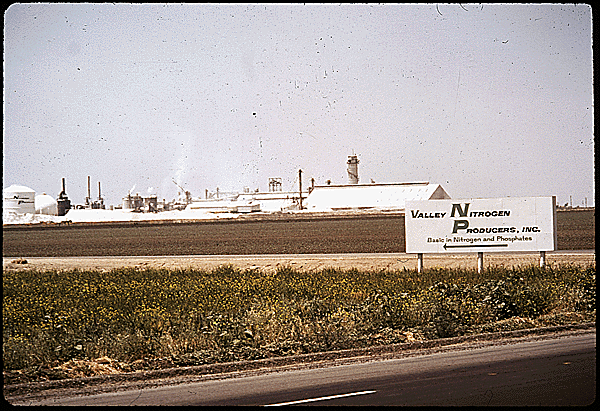 Valley Nitrogen
Producers, Inc.
Basic in Nitrogen and Phosphates